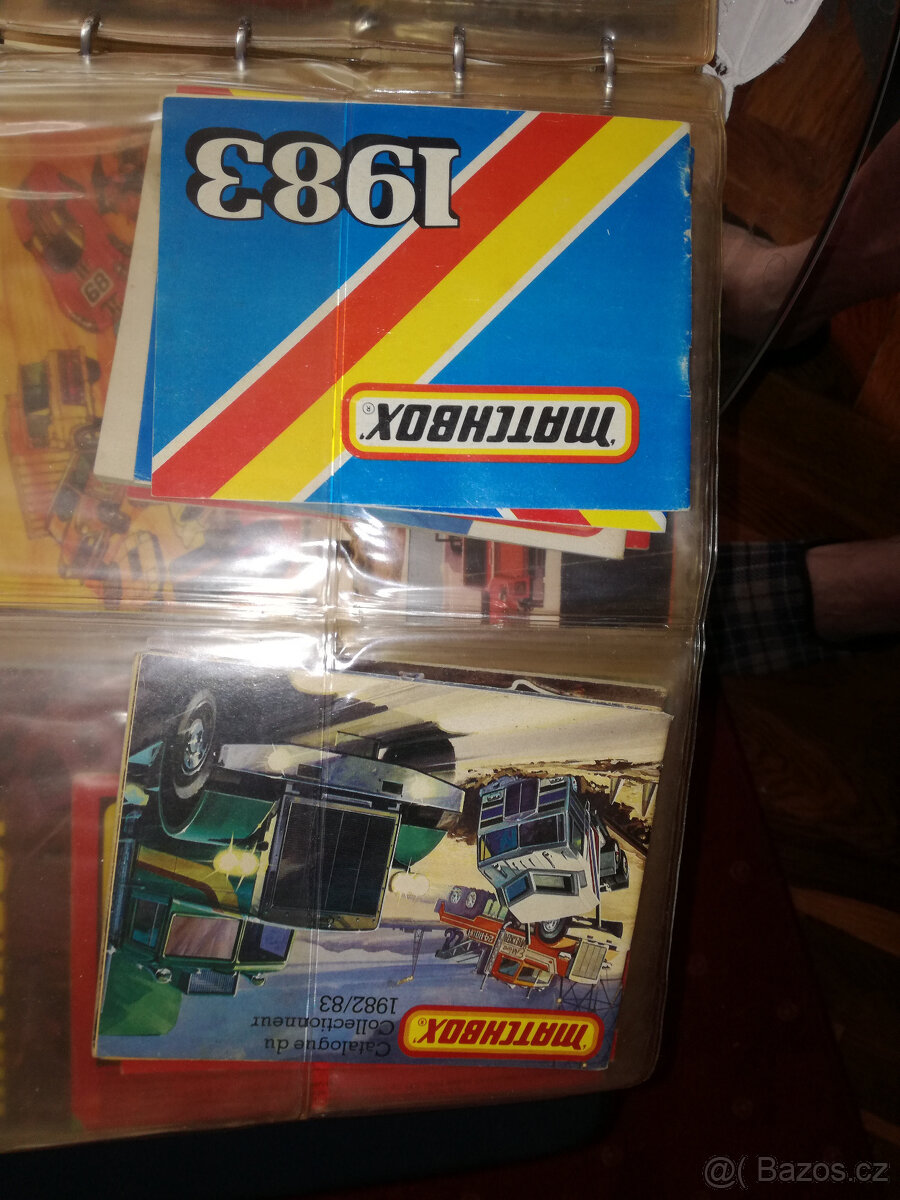 1983
MATCHBOX®
MATCHBOX®
Catalogue du
Collectionneur
1982/83
@( Bazos.cz